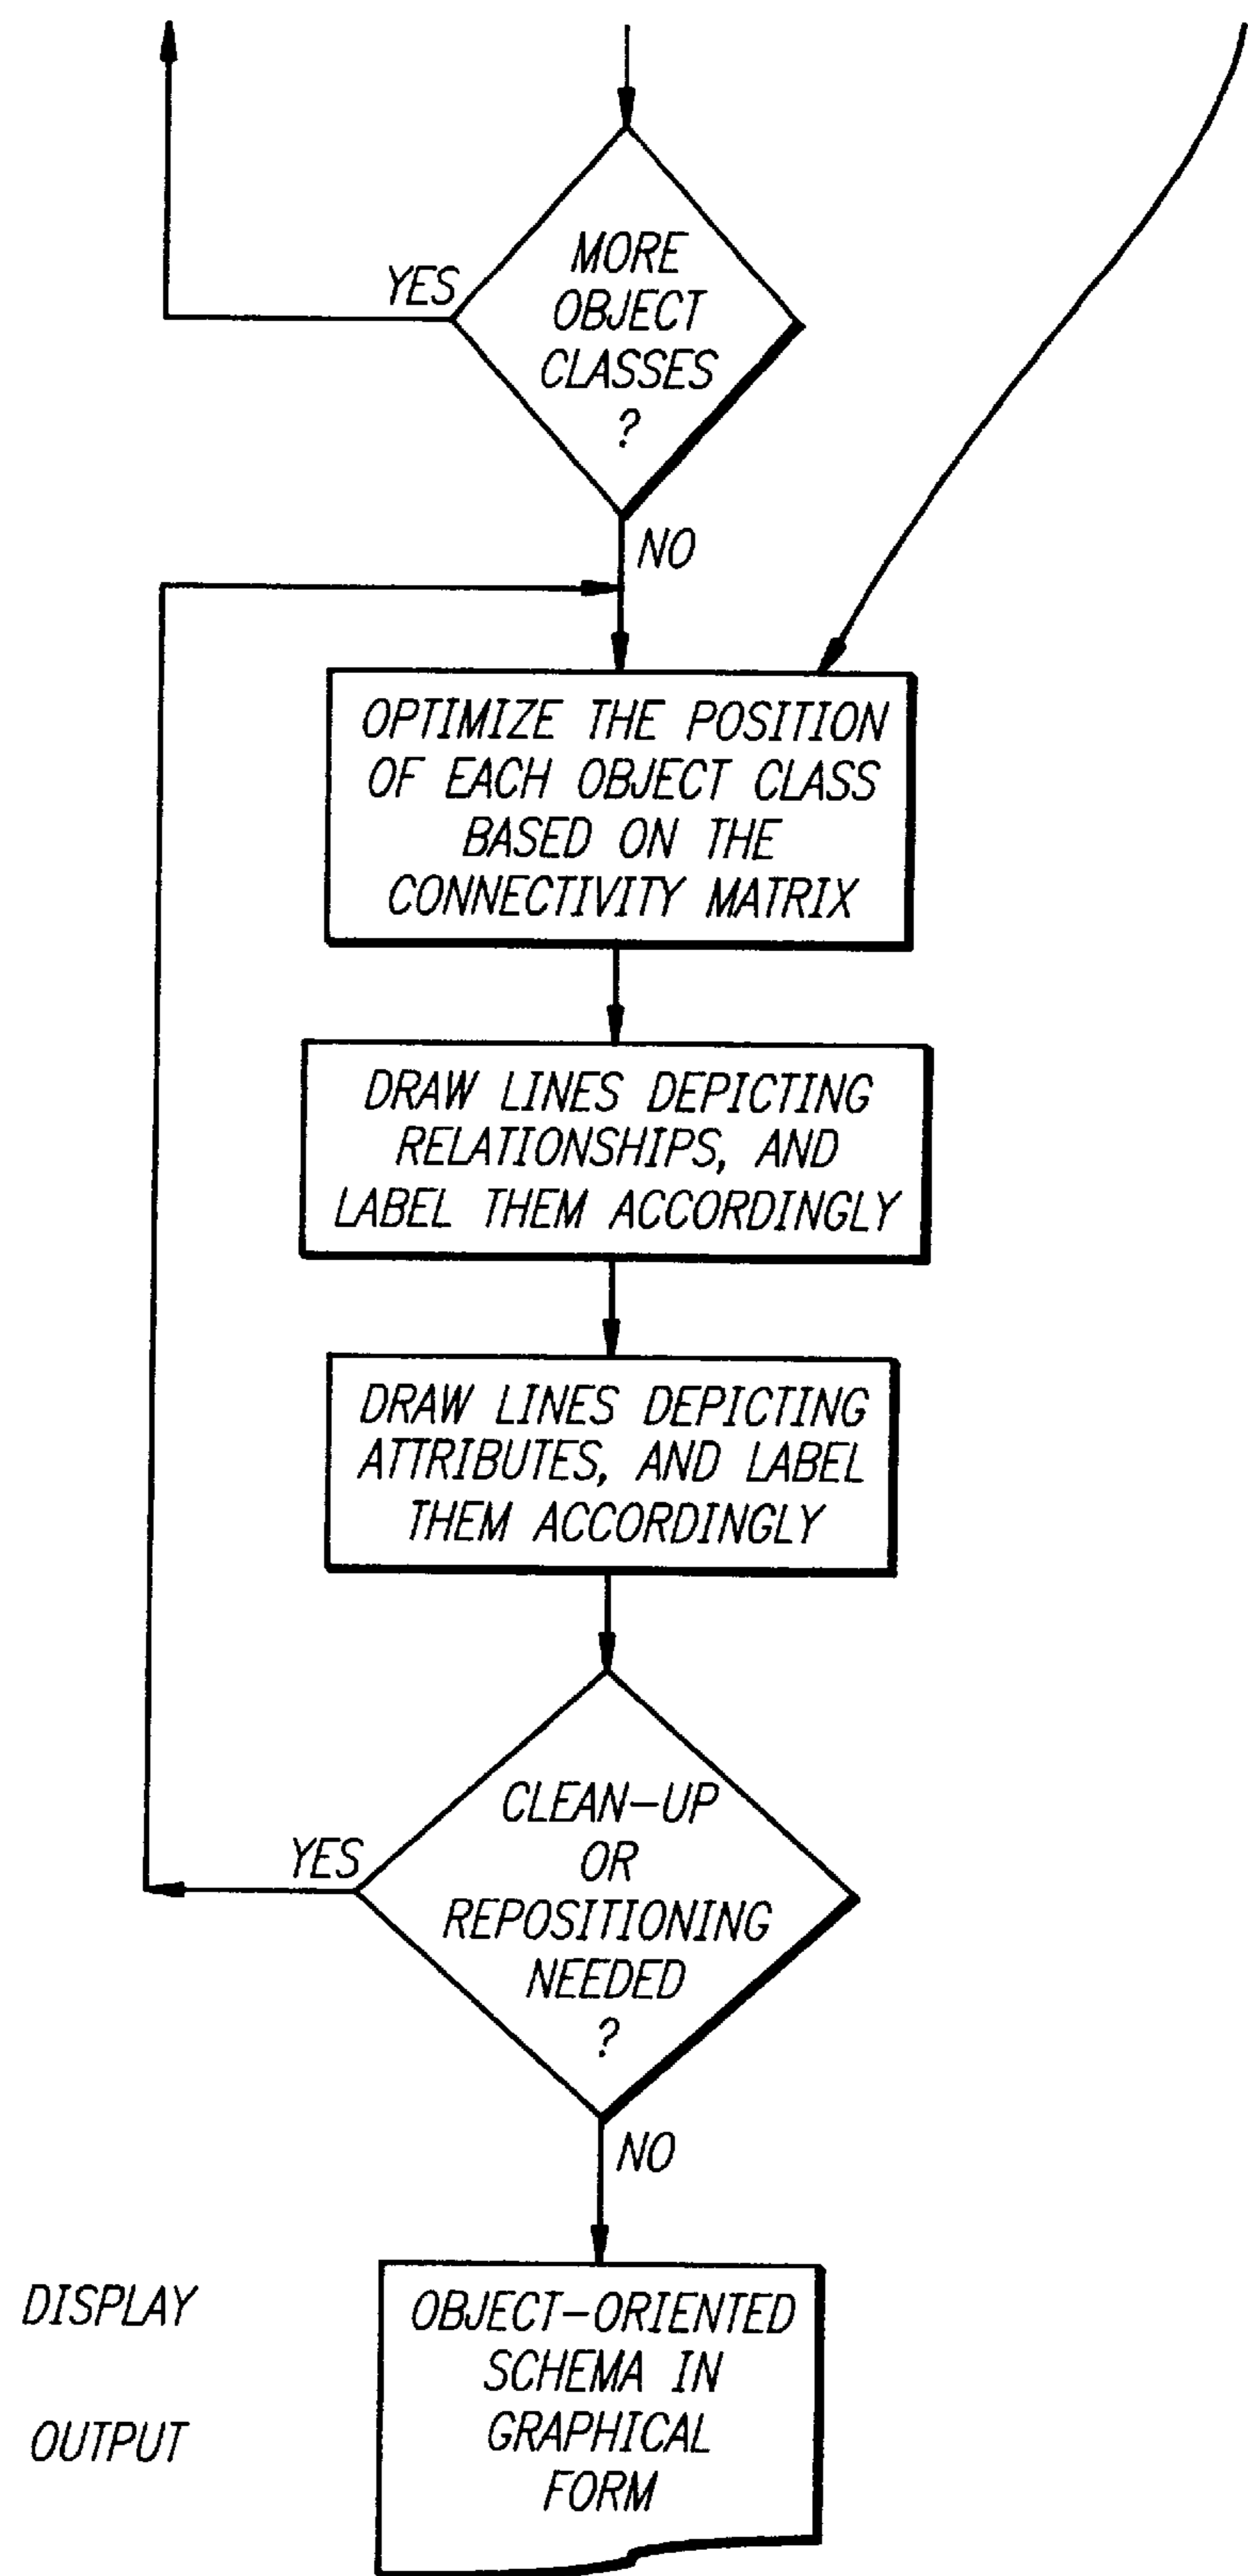 MORE
OBJECT
CLASSES
?
YES
NO
OPTIMIZE THE POSITION
OF EACH OBJECT CLASS
BASED ON THE
CONNECTIVITY MATRIX
DRAW LINES DEPICTING
RELATIONSHIPS, AND
LABEL THEM ACCORDINGLY
DRAW LINES DEPICTING
ATTRIBUTES, AND LABEL
THEM ACCORDINGLY
CLEAN-UP
OR
REPOSITIONING
NEEDED
?
YES
NO
DISPLAY
OUTPUT
OBJECT-ORIENTED
SCHEMA IN
GRAPHICAL
FORM